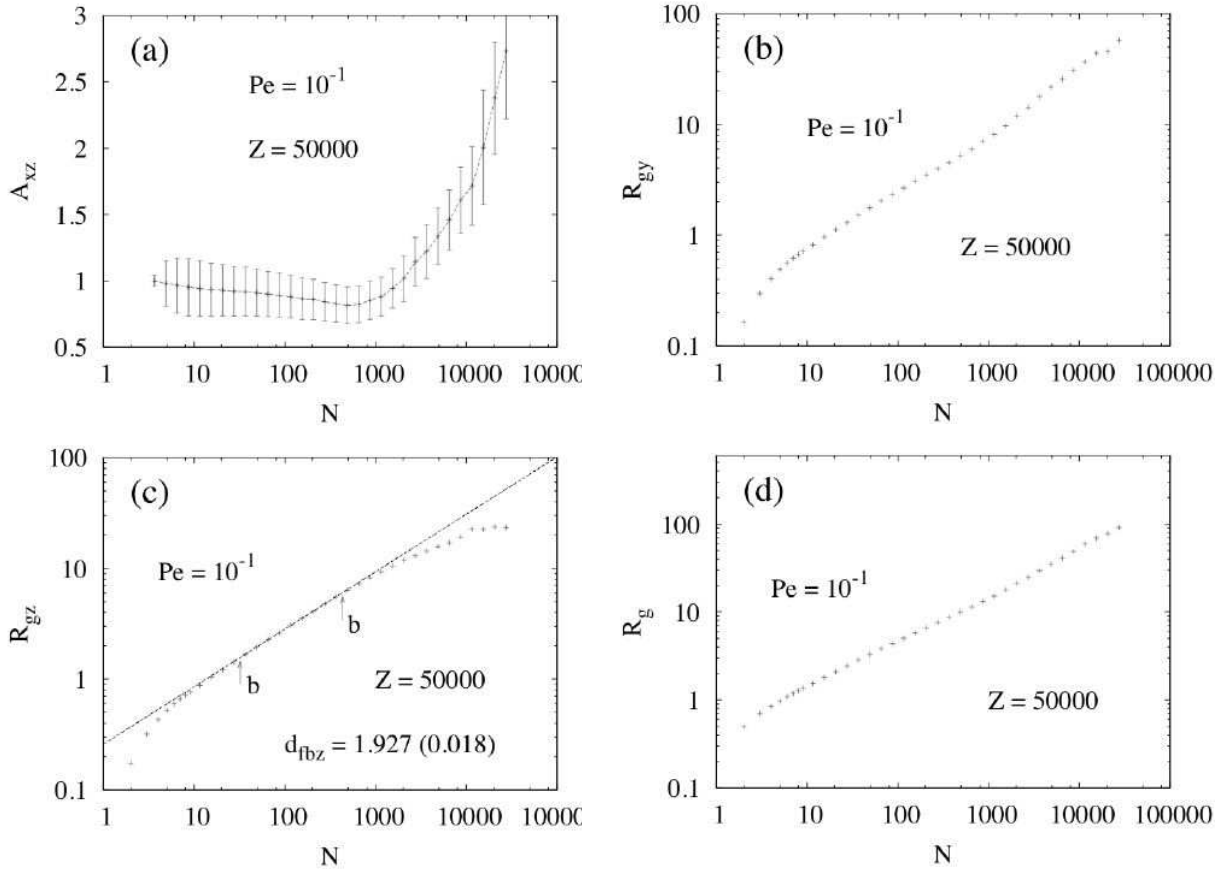 (a)
Pe = 10⁻¹
Z = 50000
A_xz
3
2.5
2
1.5
1
0.5
1 10 100 1000 10000 10000
N
(b)
Pe = 10⁻¹
Z = 50000
R_gy
100
10
1
0.1
1 10 100 1000 10000 100000
N
(c)
Pe = 10⁻¹
b
b
Z = 50000
d_fbz = 1.927 (0.018)
R_gz
100
10
1
0.1
1 10 100 1000 10000 10000
N
(d)
Pe = 10⁻¹
Z = 50000
R_g
100
10
1
0.1
1 10 100 1000 10000 100000
N